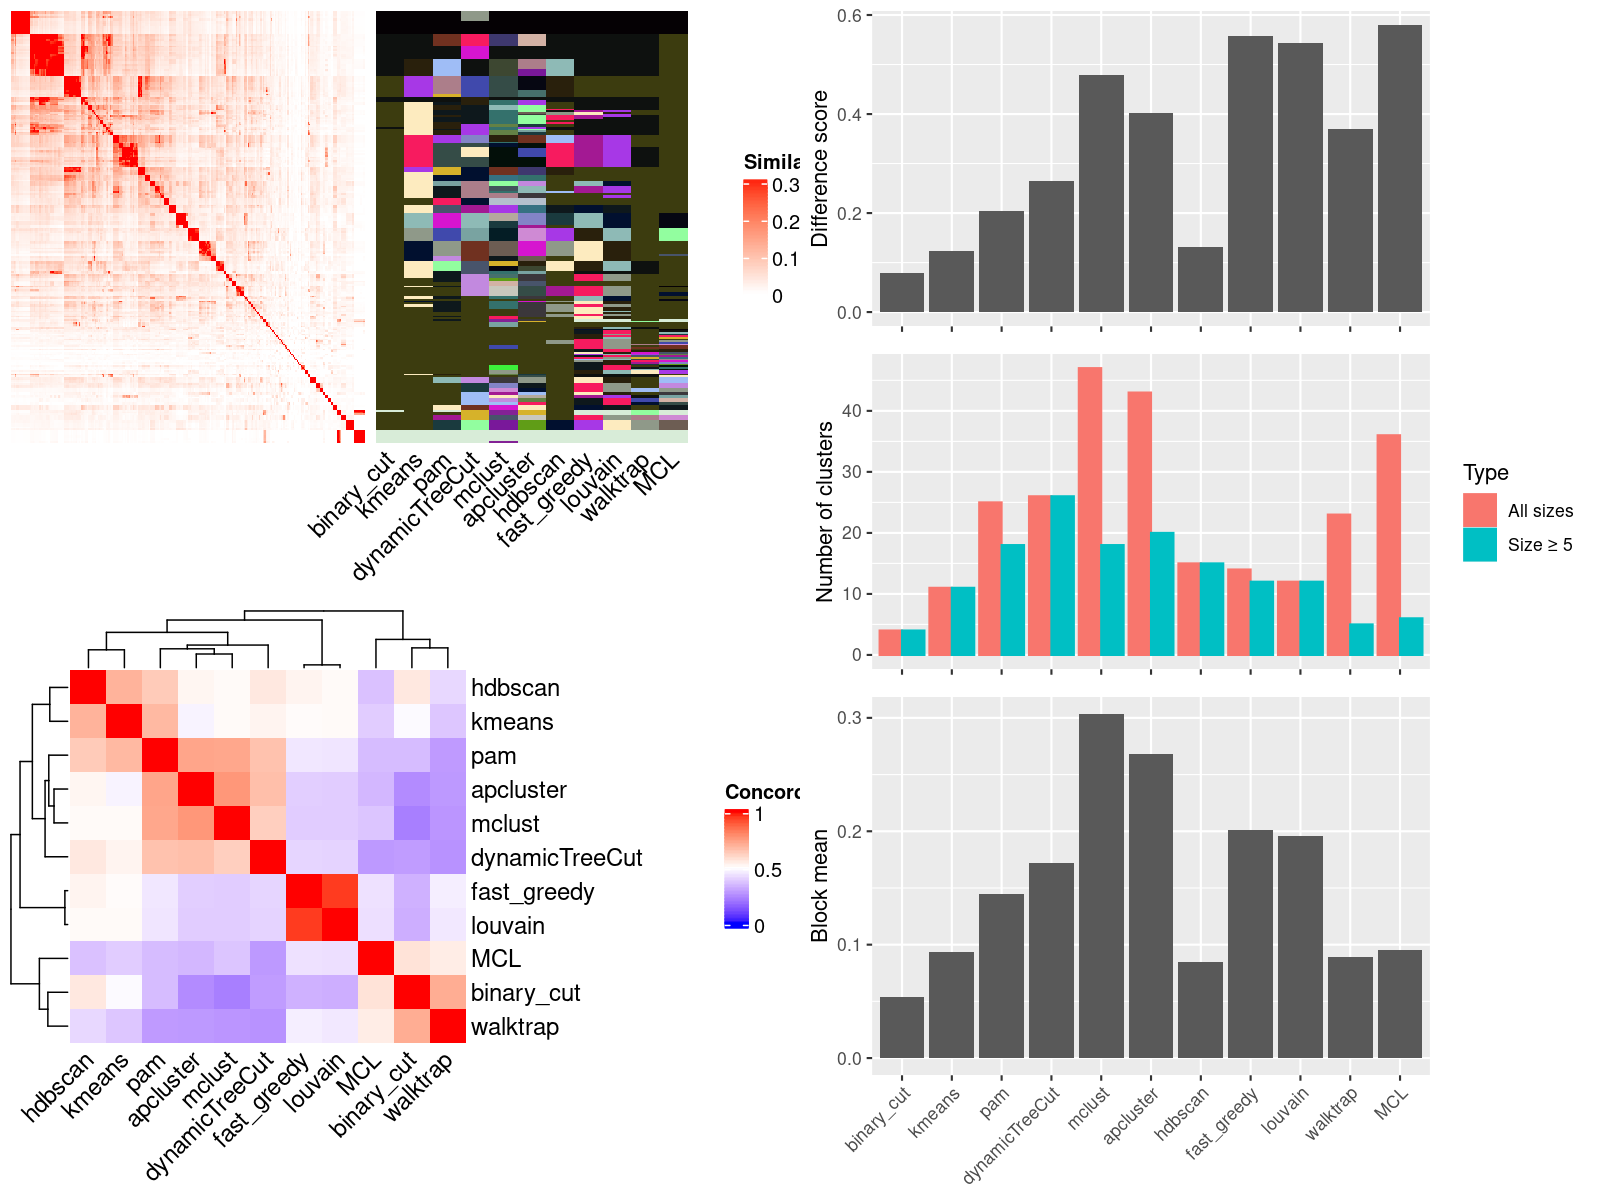 Simila
0.3
0.2
0.1
0
binary_cut
kmeans
pam
dynamicTreeCut
mclust
apcluster
hdbscan
fast_greedy
louvain
walktrap
MCL
hdbscan
kmeans
pam
apcluster
mclust
dynamicTreeCut
fast_greedy
louvain
MCL
binary_cut
walktrap
hdbscan
kmeans
pam
apcluster
mclust
dynamicTreeCut
fast_greedy
louvain
MCL
binary_cut
walktrap
Concord
1
0.5
0
Difference score
0.6
0.4
0.2
0.0
Number of clusters
40
30
20
10
0
Type
All sizes
Size ≥ 5
Block mean
0.3
0.2
0.1
0.0
binary_cut
kmeans
pam
dynamicTreeCut
mclust
apcluster
hdbscan
fast_greedy
louvain
walktrap
MCL